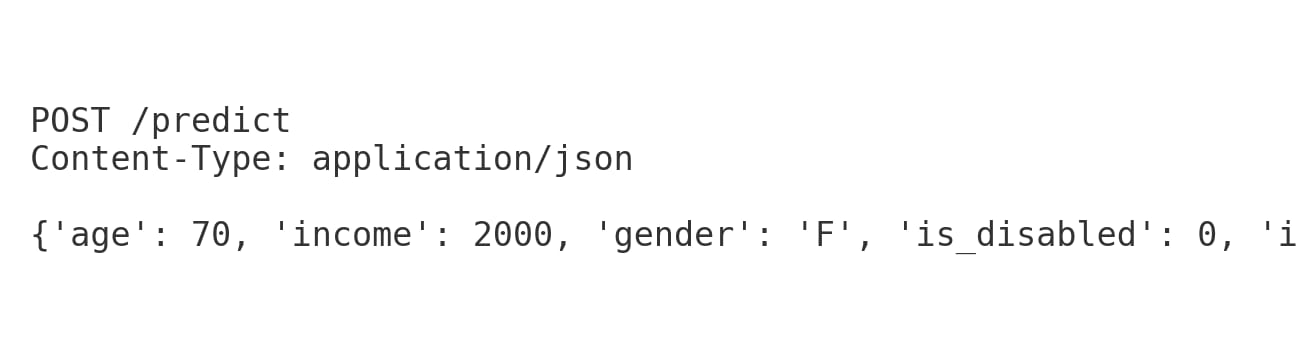 POST /predict
Content-Type: application/json
{'age': 70, 'income': 2000, 'gender': 'F', 'is_disabled': 0, 'i